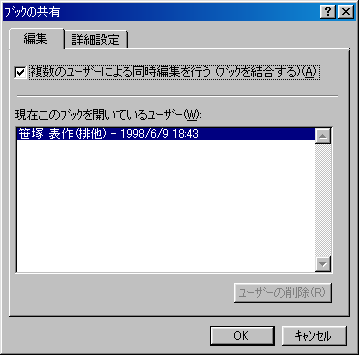 ブックの共有
編集 詳細設定
複数のユーザーによる同時編集を行う(ブックを結合する)(A)
現在このブックを開いているユーザー(W):
笹塚 表作(排他) - 1998/6/9 18:43
ユーザーの削除(R)
OK キャンセル